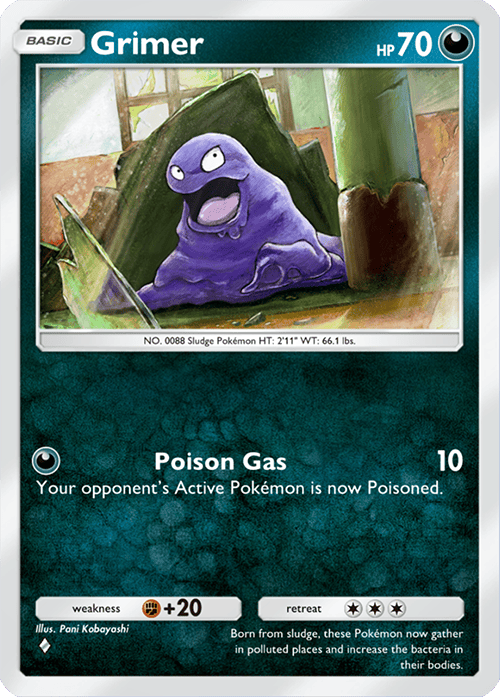 BASIC Grimer HP 70
NO. 0088 Sludge Pokémon HT: 2'11" WT: 66.1 lbs.
Poison Gas 10
Your opponent's Active Pokémon is now Poisoned.
weakness +20 retreat
Illus. Pani Kobayashi
Born from sludge, these Pokémon now gather
in polluted places and increase the bacteria in
their bodies.